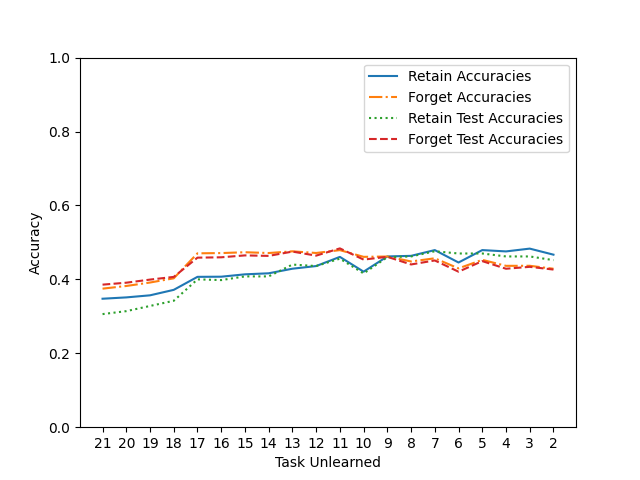 Retain Accuracies
Forget Accuracies
Retain Test Accuracies
Forget Test Accuracies
Accuracy
1.0
0.8
0.6
0.4
0.2
0.0
21 20 19 18 17 16 15 14 13 12 11 10 9 8 7 6 5 4 3 2
Task Unlearned